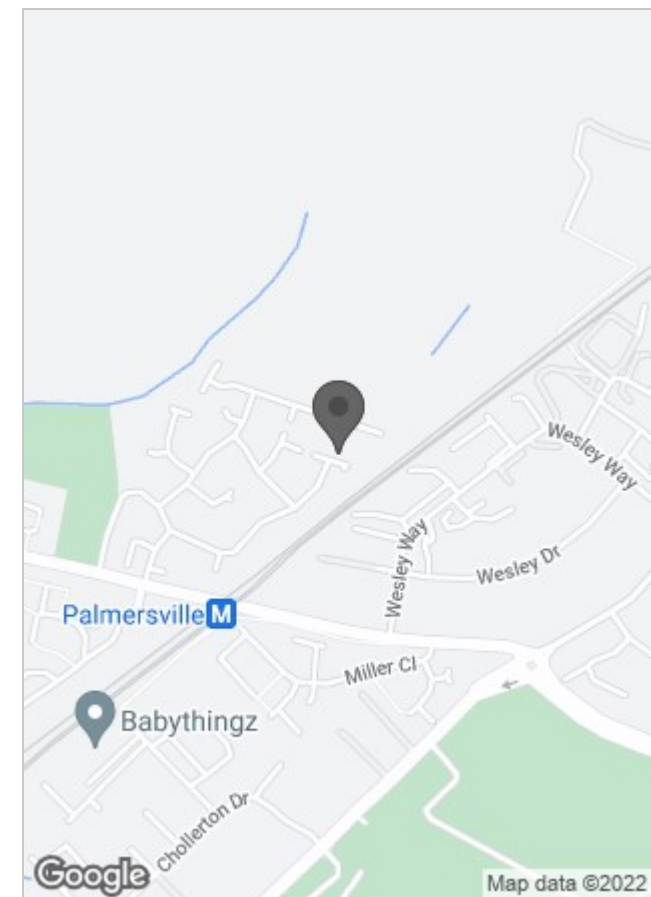 Wesley Way
Wesley Dr
Wesley Way
Palmersville M
Miller Cl
Babythingz
Chollerton Dr
Google
Map data ©2022